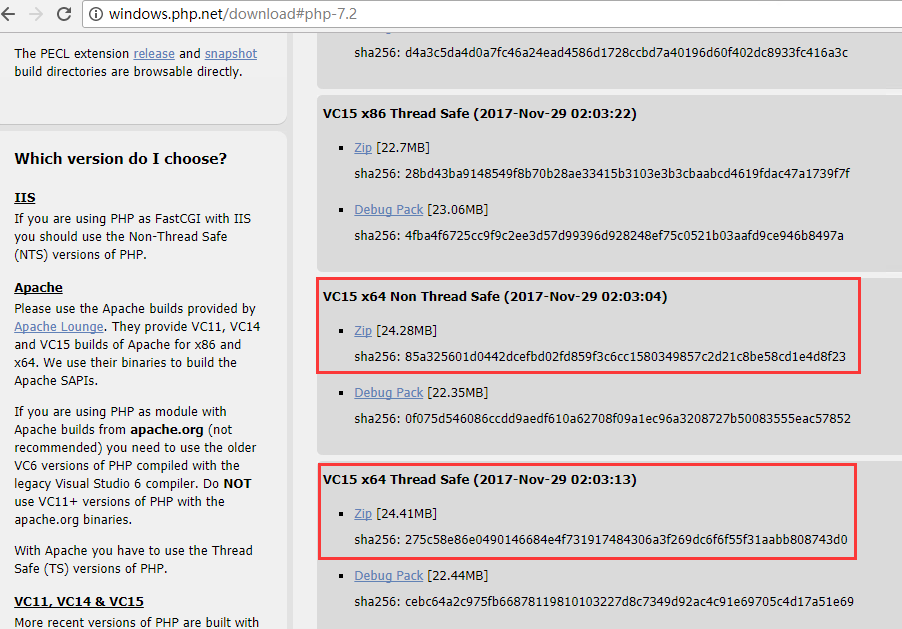 windows.php.net/download#php-7.2
The PECL extension release and snapshot
build directories are browsable directly.
Which version do I choose?
IIS
If you are using PHP as FastCGI with IIS
you should use the Non-Thread Safe
(NTS) versions of PHP.
Apache
Please use the Apache builds provided by
Apache Lounge. They provide VC11, VC14
and VC15 builds of Apache for x86 and
x64. We use their binaries to build the
Apache SAPIs.
If you are using PHP as module with
Apache builds from apache.org (not
recommended) you need to use the older
VC6 versions of PHP compiled with the
legacy Visual Studio 6 compiler. Do NOT
use VC11+ versions of PHP with the
apache.org binaries.
With Apache you have to use the Thread
Safe (TS) versions of PHP.
VC11, VC14 & VC15
More recent versions of PHP are built with
sha256: d4a3c5da4d0a7fc46a24ead4586d1728ccbd7a40196d60f402dc8933fc416a3c
VC15 x86 Thread Safe (2017-Nov-29 02:03:22)
Zip [22.7MB]
sha256: 28bd43ba9148549f8b70b28ae33415b3103e3b3cbaabcd4619fdac47a1739f7f
Debug Pack [23.06MB]
sha256: 4fba4f6725cc9f9c2ee3d57d99396d928248ef75c0521b03aafd9ce946b8497a
VC15 x64 Non Thread Safe (2017-Nov-29 02:03:04)
Zip [24.28MB]
sha256: 85a325601d0442dcefbd02fd859f3c6cc1580349857c2d21c8be58cd1e4d8f23
Debug Pack [22.35MB]
sha256: 0f075d546086ccdd9aedf610a62708f09a1ec96a3208727b50083555eac57852
VC15 x64 Thread Safe (2017-Nov-29 02:03:13)
Zip [24.41MB]
sha256: 275c58e86e0490146684e4f731917484306a3f269dc6f6f55f31aabb808743d0
Debug Pack [22.44MB]
sha256: cebc64a2c975fb66878119810103227d8c7349d92ac4c91e69705c4d17a51e69